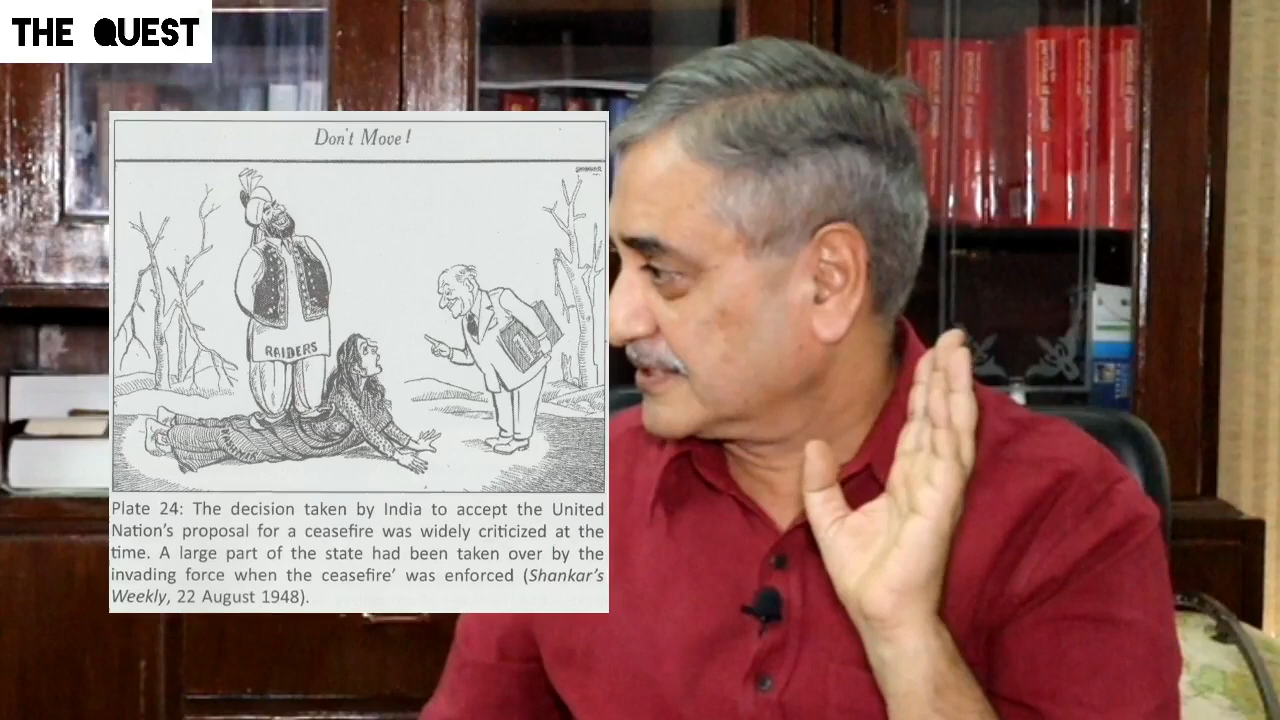 THE QUEST
Don't Move!
RAIDERS
Plate 24: The decision taken by India to accept the United
Nation's proposal for a ceasefire was widely criticized at the
time. A large part of the state had been taken over by the
invading force when the ceasefire' was enforced (Shankar's
Weekly, 22 August 1948).